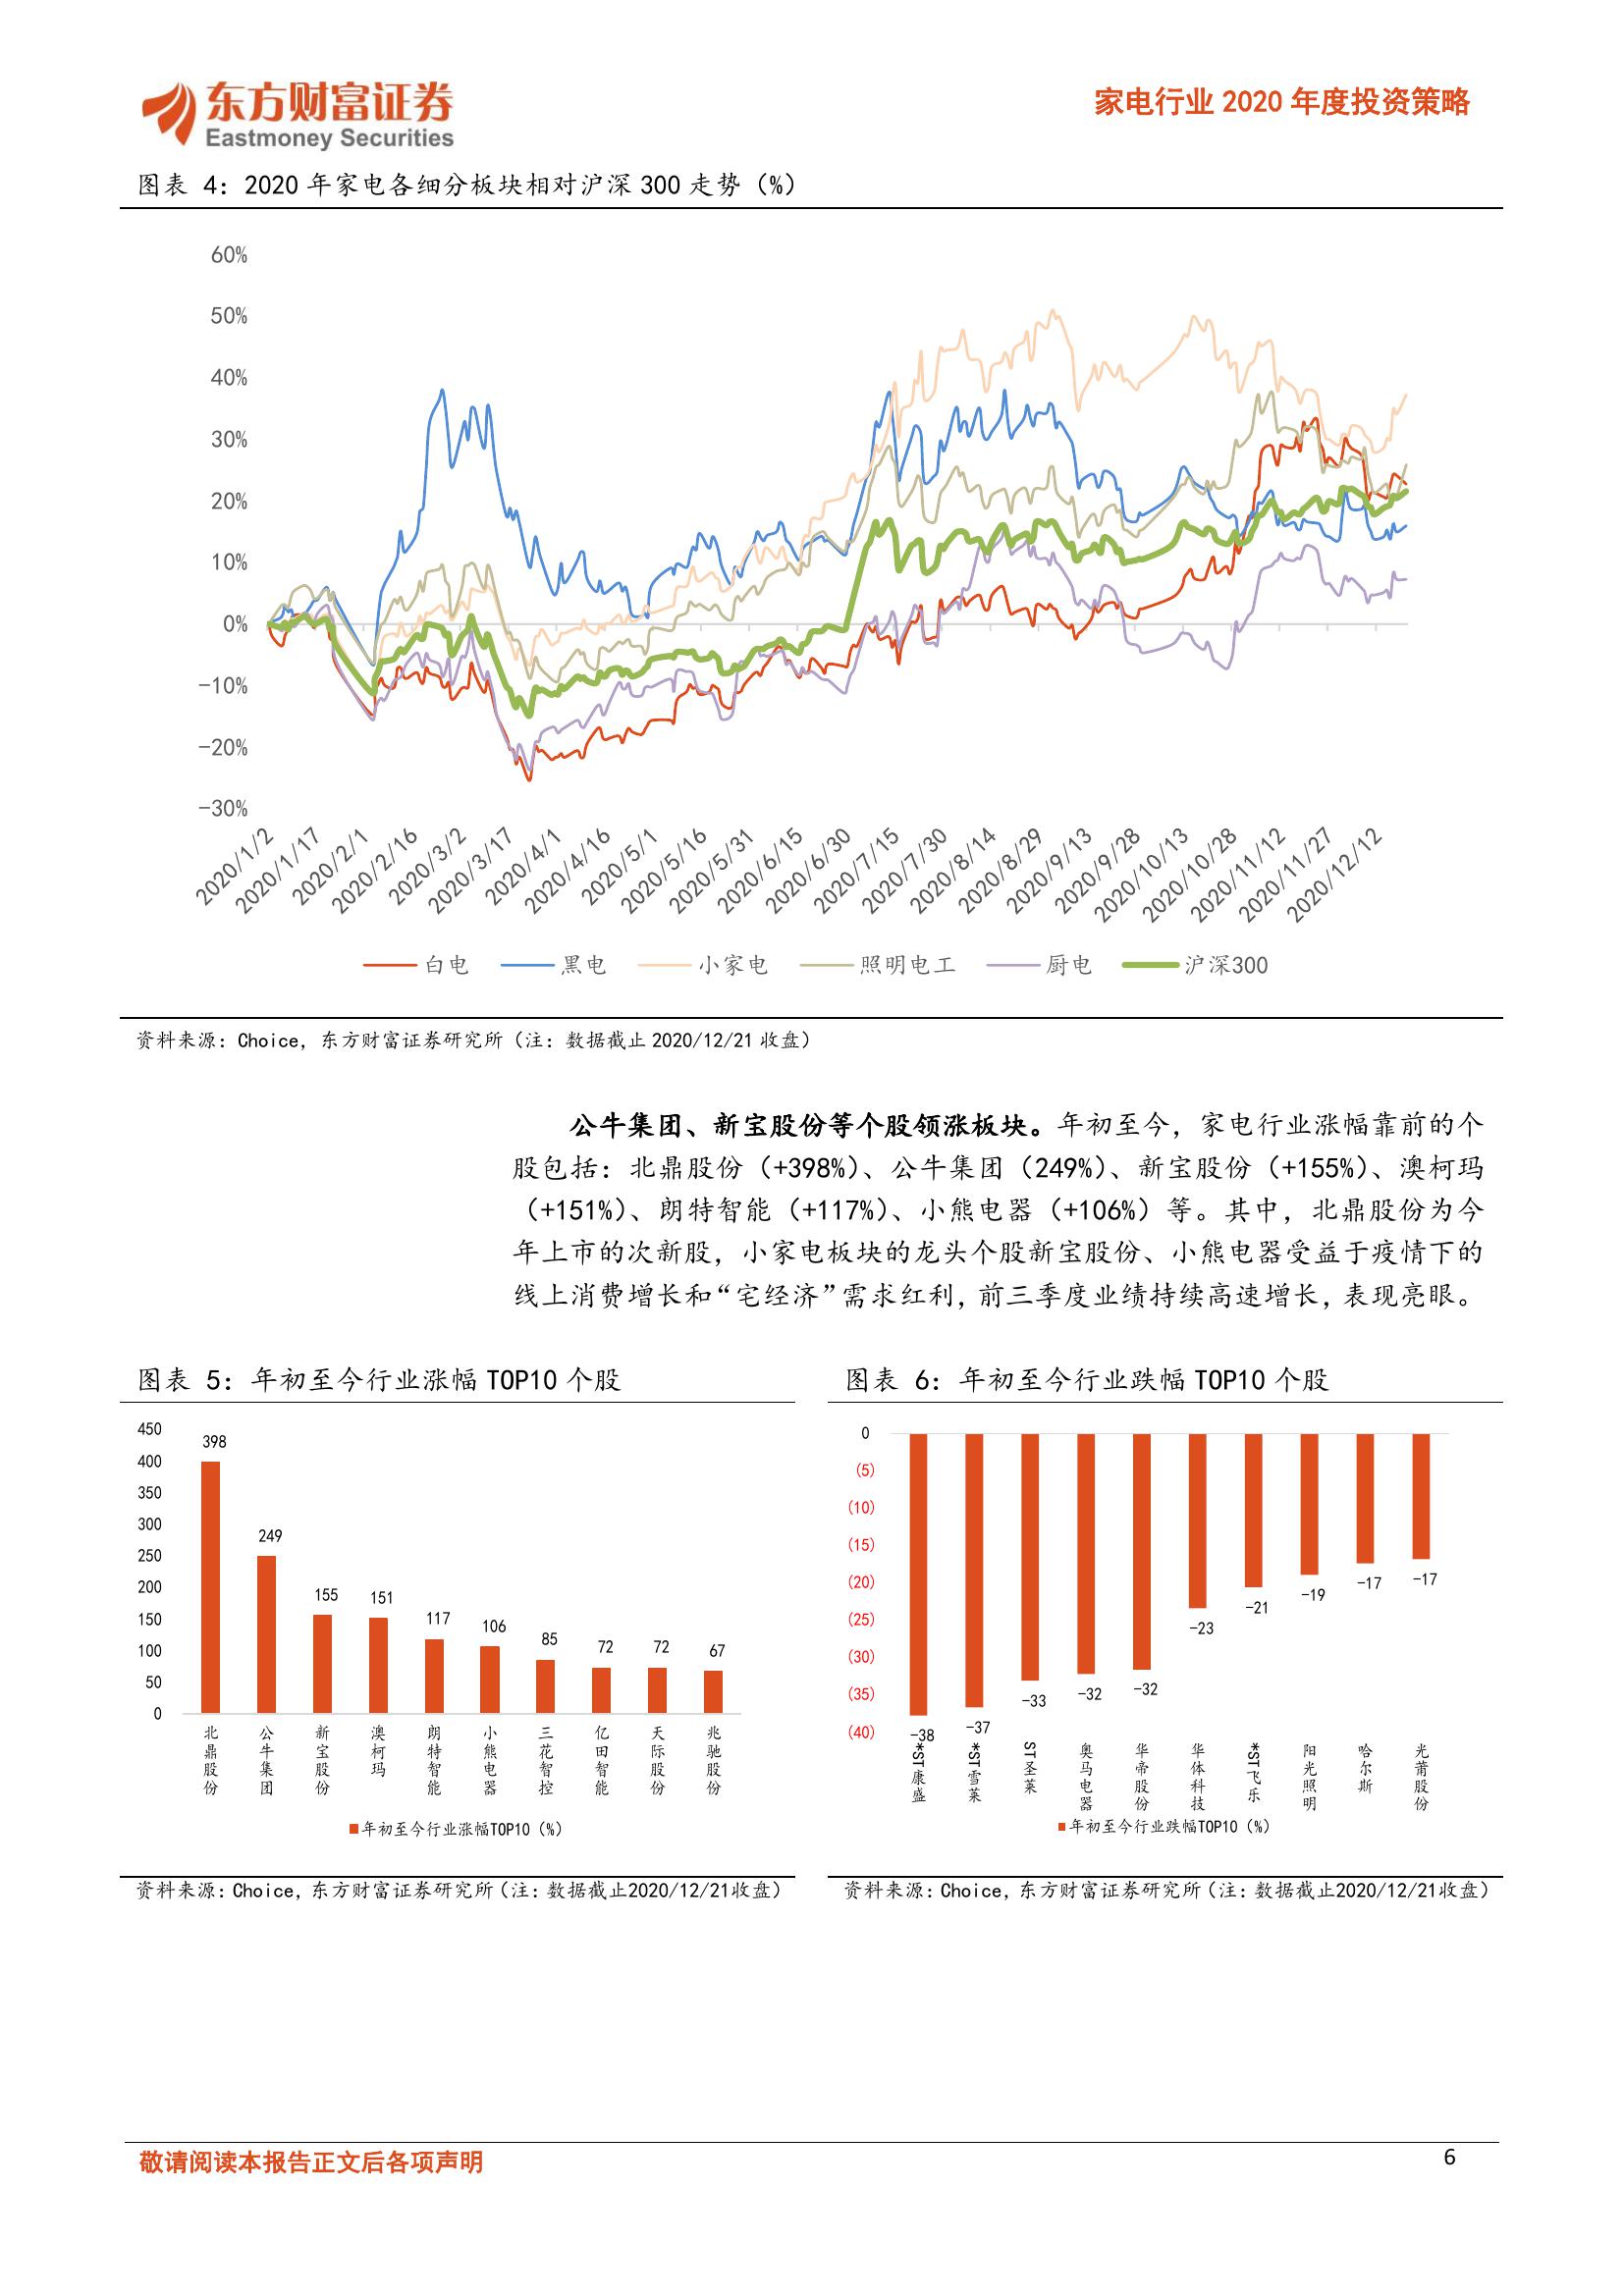 东方财富证券
Eastmoney Securities
家电行业 2020 年度投资策略
图表 4：2020 年家电各细分板块相对沪深 300 走势（%）
60%
50%
40%
30%
20%
10%
0%
-10%
-20%
-30%
2020/1/2
2020/1/17
2020/2/1
2020/2/16
2020/3/2
2020/3/17
2020/4/1
2020/4/16
2020/5/1
2020/5/16
2020/5/31
2020/6/15
2020/6/30
2020/7/15
2020/7/30
2020/8/14
2020/8/29
2020/9/13
2020/9/28
2020/10/13
2020/10/28
2020/11/12
2020/11/27
2020/12/12
白电 黑电 小家电 照明电工 厨电 沪深300
资料来源：Choice，东方财富证券研究所（注：数据截止 2020/12/21 收盘）
公牛集团、新宝股份等个股领涨板块。年初至今，家电行业涨幅靠前的个
股包括：北鼎股份（+398%）、公牛集团（249%）、新宝股份（+155%）、澳柯玛
（+151%）、朗特智能（+117%）、小熊电器（+106%）等。其中，北鼎股份为今
年上市的次新股，小家电板块的龙头个股新宝股份、小熊电器受益于疫情下的
线上消费增长和“宅经济”需求红利，前三季度业绩持续高速增长，表现亮眼。
图表 5：年初至今行业涨幅 TOP10 个股
450
400
350
300
250
200
150
100
50
0
398
249
155
151
117
106
85
72
72
67
北鼎股份
公牛集团
新宝股份
澳柯玛
朗特智能
小熊电器
三花智控
亿田智能
天际股份
兆驰股份
年初至今行业涨幅TOP10（%）
资料来源：Choice，东方财富证券研究所（注：数据截止2020/12/21收盘）
图表 6：年初至今行业跌幅 TOP10 个股
0
(5)
(10)
(15)
(20)
(25)
(30)
(35)
(40)
-38
-37
-33
-32
-32
-23
-21
-19
-17
-17
*ST康盛
*ST雪莱
ST圣莱
奥马电器
华帝股份
华体科技
*ST飞乐
阳光照明
哈尔斯
光莆股份
年初至今行业跌幅TOP10（%）
资料来源：Choice，东方财富证券研究所（注：数据截止2020/12/21收盘）
敬请阅读本报告正文后各项声明
6